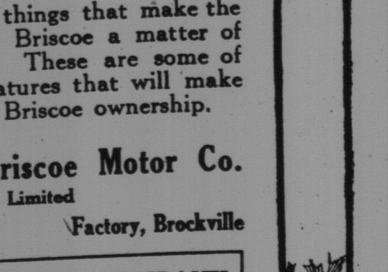 things that make the
Briscoe a matter of
These are some of
atures that will make
Briscoe ownership.
riscoe Motor Co.
Limited
Factory, Brockville